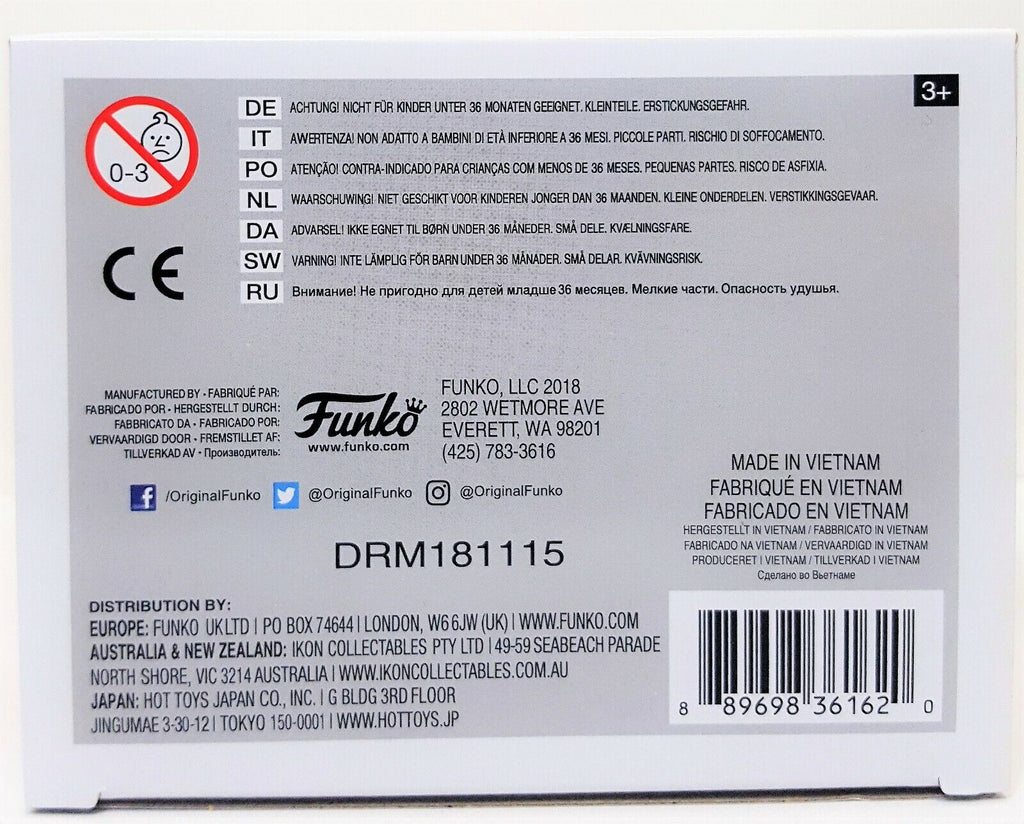 3+
0-3
DE ACHTUNG! NICHT FÜR KINDER UNTER 36 MONATEN GEEIGNET. KLEINTEILE. ERSTICKUNGSGEFAHR.
IT AWERTENZA! NON ADATTO A BAMBINI DI ETÀ INFERIORE A 36 MESI. PICCOLE PARTI. RISCHIO DI SOFFOCAMENTO.
PO ATENÇÃO! CONTRA-INDICADO PARA CRIANÇAS COM MENOS DE 36 MESES. PEQUENAS PARTES. RISCO DE ASFIXIA.
NL WAARSCHUWING! NIET GESCHIKT VOOR KINDEREN JONGER DAN 36 MAANDEN. KLEINE ONDERDELEN. VERSTIKKINGSGEVAAR.
DA ADVARSEL! IKKE EGNET TIL BØRN UNDER 36 MÅNEDER. SMÅ DELE. KVÆLNINGSFARE.
SW VARNING! INTE LÄMPLIG FÖR BARN UNDER 36 MÅNADER. SMÅ DELAR. KVÄVNINGSRISK.
RU Внимание! Не пригодно для детей младше 36 месяцев. Мелкие части. Опасность удушья.
CE
MANUFACTURED BY • FABRIQUÉ PAR:
FABRICADO POR • HERGESTELLT DURCH:
FABBRICATO DA • FABRICADO POR:
VERVAARDIGD DOOR • FREMSTILLET AF:
TILLVERKAD AV • Производитель:
Funko
www.funko.com
FUNKO, LLC 2018
2802 WETMORE AVE
EVERETT, WA 98201
(425) 783-3616
f /OriginalFunko @OriginalFunko @OriginalFunko
DRM181115
MADE IN VIETNAM
FABRIQUÉ EN VIETNAM
FABRICADO EN VIETNAM
HERGESTELLT IN VIETNAM / FABBRICATO IN VIETNAM
FABRICADO NA VIETNAM / VERVAARDIGD IN VIETNAM
PRODUCERET I VIETNAM / TILLVERKAD I VIETNAM
Сделано во Вьетнаме
DISTRIBUTION BY:
EUROPE: FUNKO UK LTD | PO BOX 74644 | LONDON, W6 6JW (UK) | WWW.FUNKO.COM
AUSTRALIA & NEW ZEALAND: IKON COLLECTABLES PTY LTD | 49-59 SEABEACH PARADE
NORTH SHORE, VIC 3214 AUSTRALIA | WWW.IKONCOLLECTABLES.COM.AU
JAPAN: HOT TOYS JAPAN CO., INC. | G BLDG 3RD FLOOR
JINGUMAE 3-30-12 | TOKYO 150-0001 | WWW.HOTTOYS.JP
8 89698 36162 0